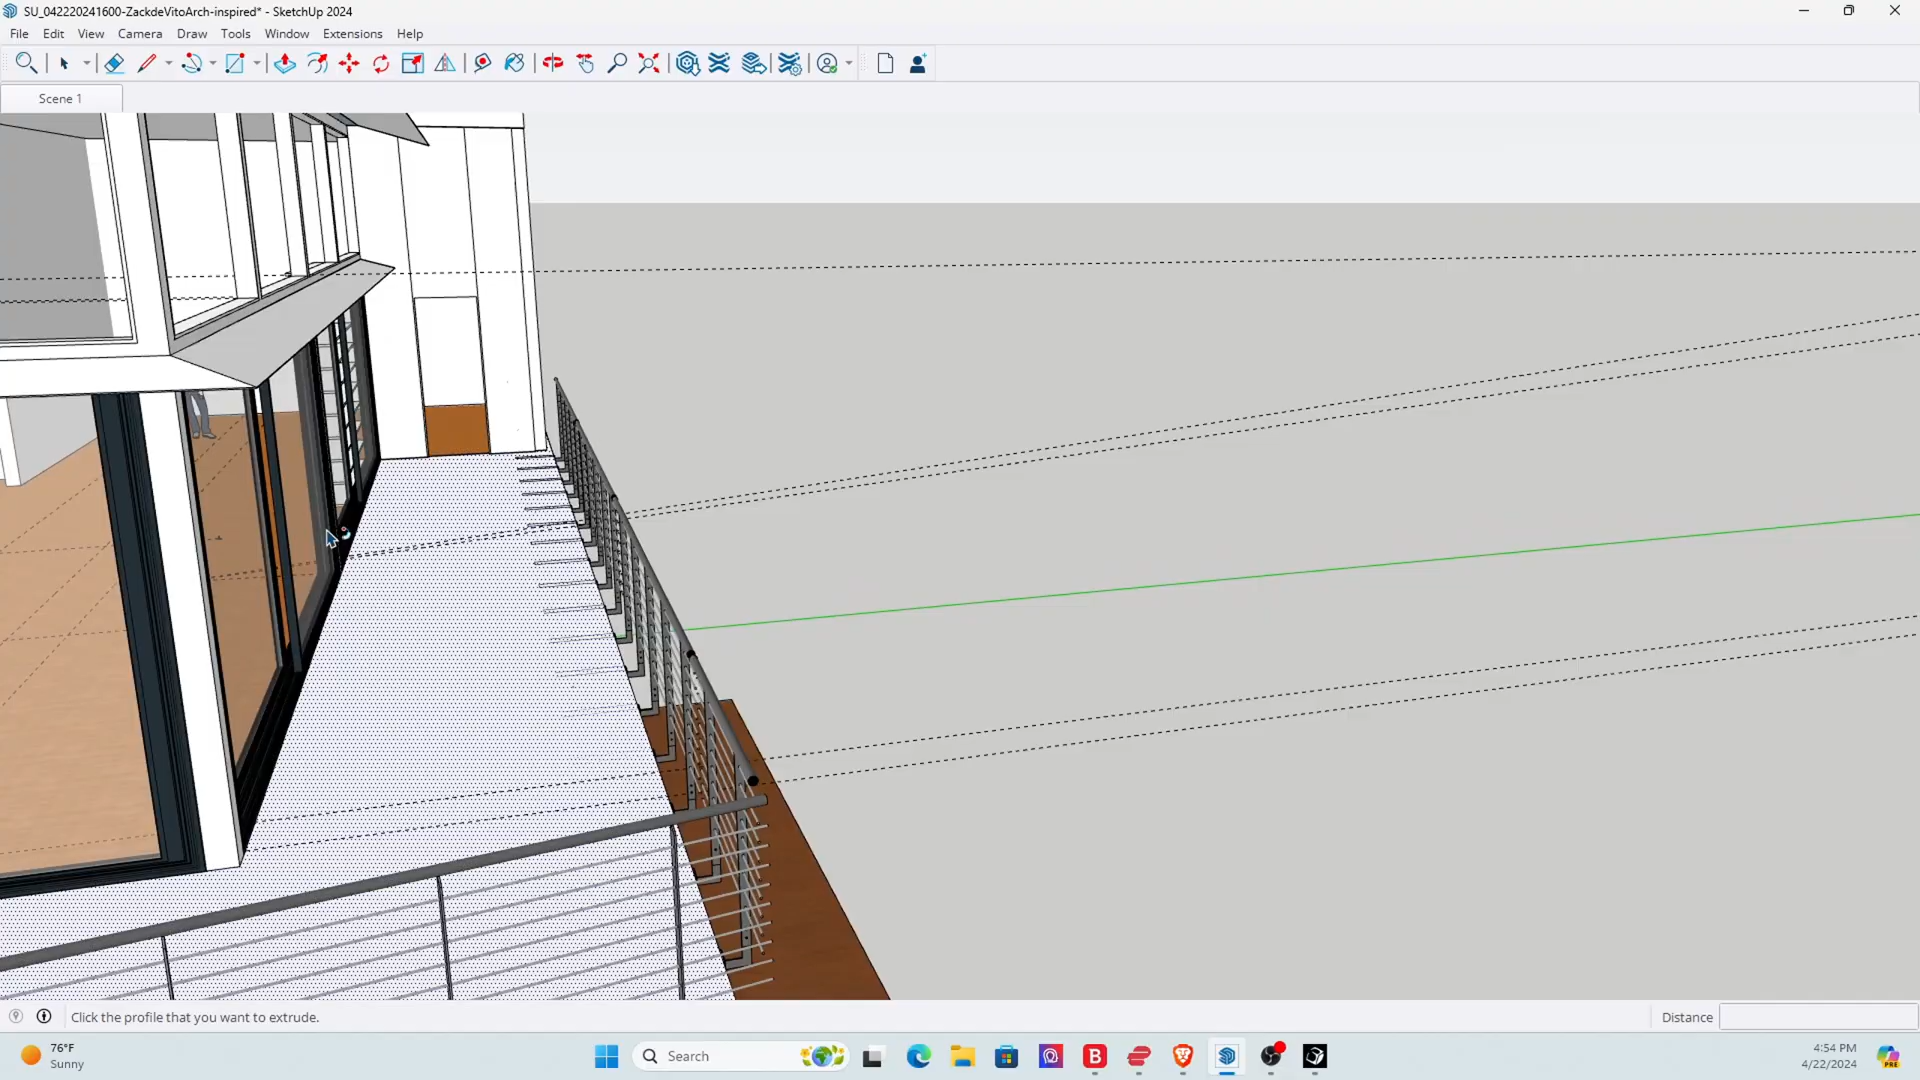 SU_042220241600-ZackdeVitoArch-inspired* - SketchUp 2024
File Edit View Camera Draw Tools Window Extensions Help
Scene 1
Click the profile that you want to extrude.
Distance
76°F
Sunny
Search
4:54 PM
4/22/2024
PRE